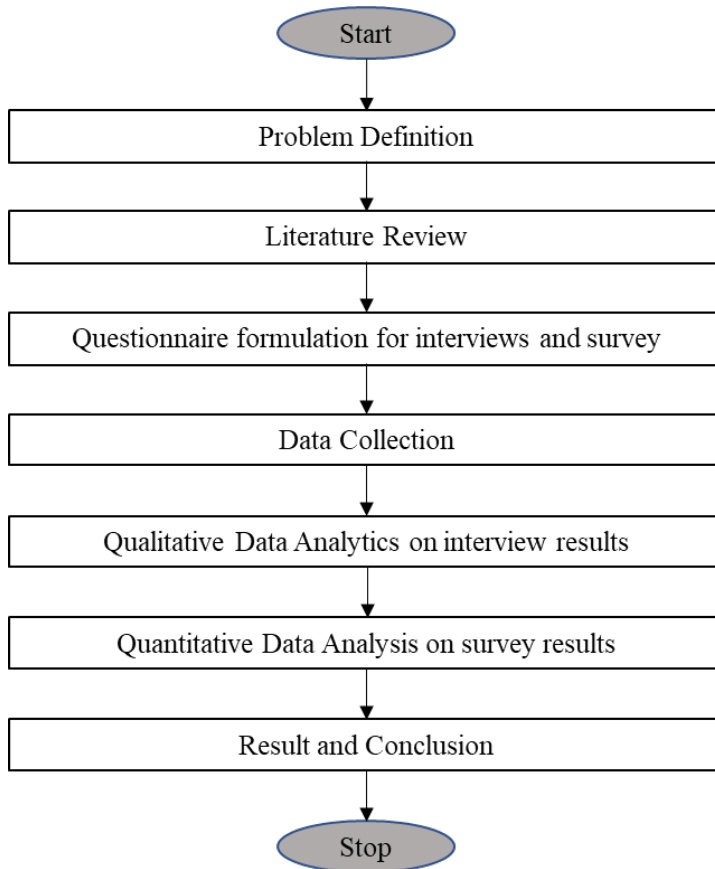 Start
Problem Definition
Literature Review
Questionnaire formulation for interviews and survey
Data Collection
Qualitative Data Analytics on interview results
Quantitative Data Analysis on survey results
Result and Conclusion
Stop